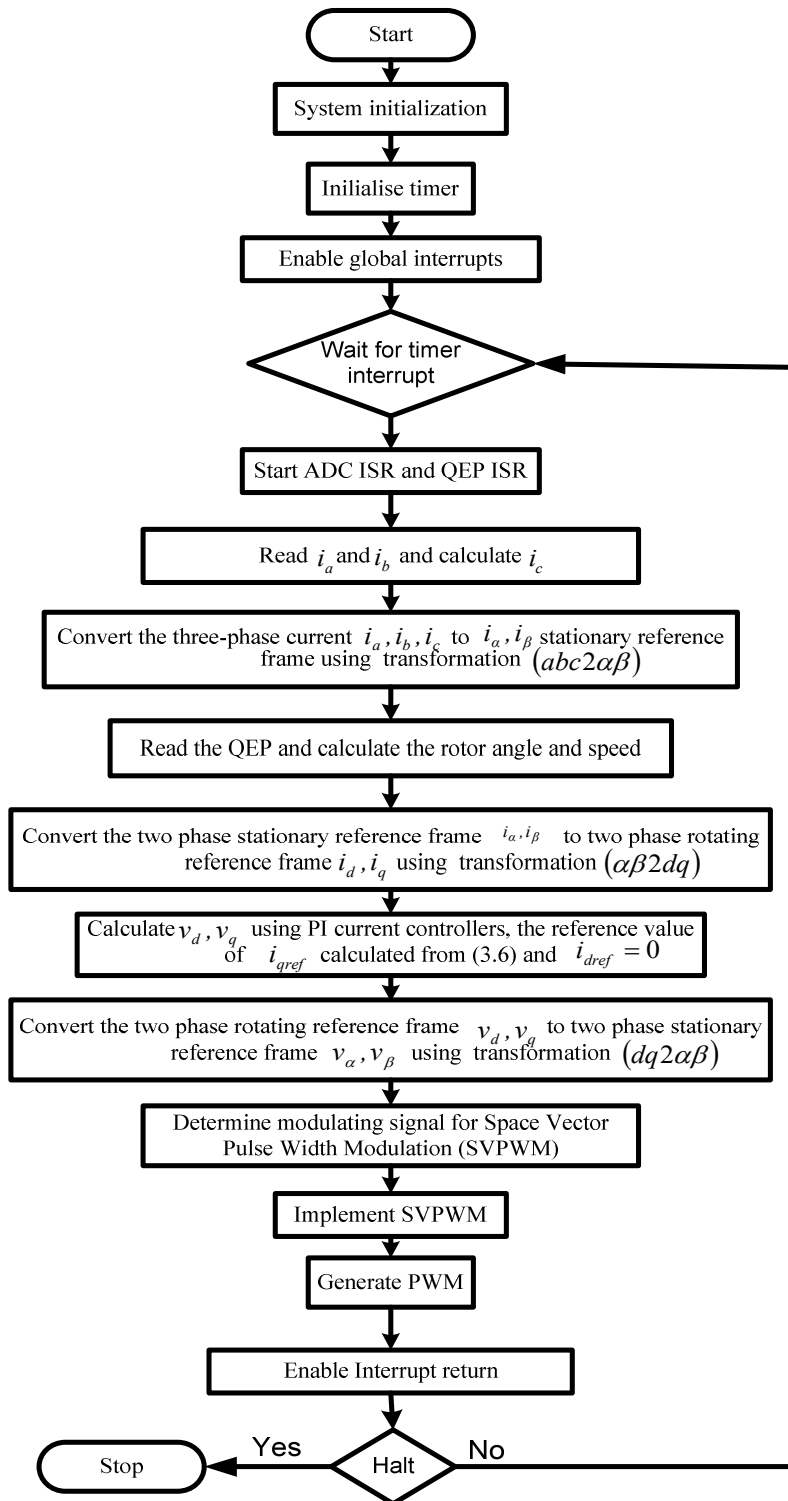 Start
System initialization
Inilialise timer
Enable global interrupts
Wait for timer
interrupt
Start ADC ISR and QEP ISR
Read i_a and i_b and calculate i_c
Convert the three-phase current i_a, i_b, i_c to i_α, i_β stationary reference
frame using transformation (abc2αβ)
Read the QEP and calculate the rotor angle and speed
Convert the two phase stationary reference frame i_α, i_β to two phase rotating
reference frame i_d, i_q using transformation (αβ2dq)
Calculate v_d, v_q using PI current controllers, the reference value
of i_qref calculated from (3.6) and i_dref = 0
Convert the two phase rotating reference frame v_d, v_q to two phase stationary
reference frame v_α, v_β using transformation (dq2αβ)
Determine modulating signal for Space Vector
Pulse Width Modulation (SVPWM)
Implement SVPWM
Generate PWM
Enable Interrupt return
Yes
No
Stop
Halt